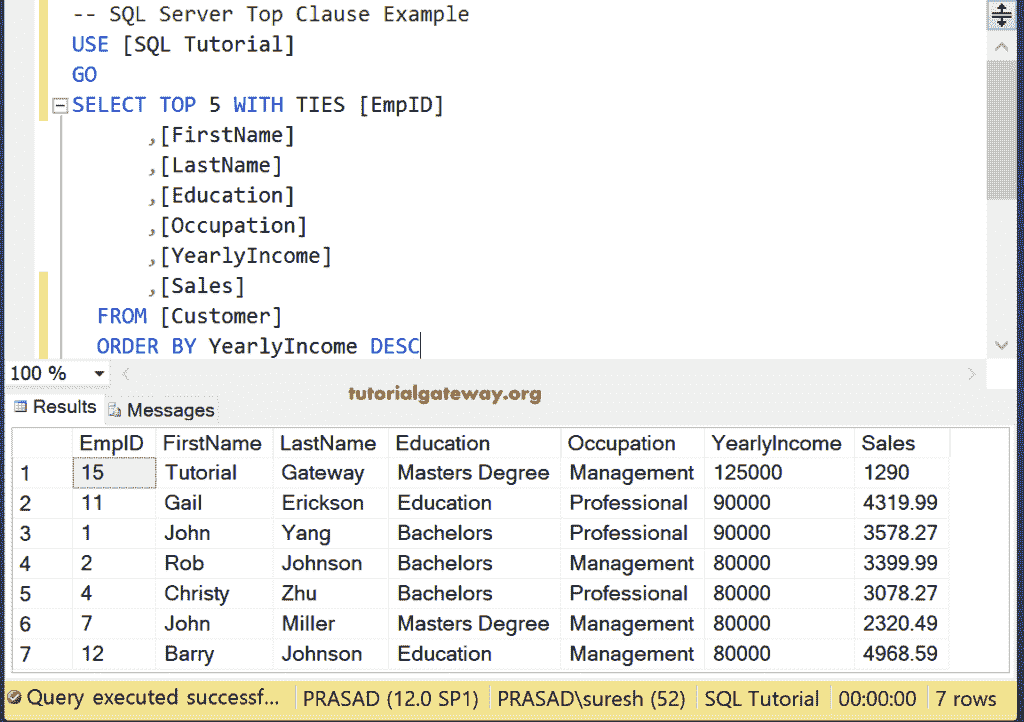 -- SQL Server Top Clause Example
USE [SQL Tutorial]
GO
SELECT TOP 5 WITH TIES [EmpID]
,[FirstName]
,[LastName]
,[Education]
,[Occupation]
,[YearlyIncome]
,[Sales]
FROM [Customer]
ORDER BY YearlyIncome DESC
100 %
tutorialgateway.org
Results Messages
EmpID FirstName LastName Education Occupation YearlyIncome Sales
1 15 Tutorial Gateway Masters Degree Management 125000 1290
2 11 Gail Erickson Education Professional 90000 4319.99
3 1 John Yang Bachelors Professional 90000 3578.27
4 2 Rob Johnson Bachelors Management 80000 3399.99
5 4 Christy Zhu Bachelors Professional 80000 3078.27
6 7 John Miller Masters Degree Management 80000 2320.49
7 12 Barry Johnson Education Management 80000 4968.59
Query executed successf... PRASAD (12.0 SP1) PRASAD\suresh (52) SQL Tutorial 00:00:00 7 rows